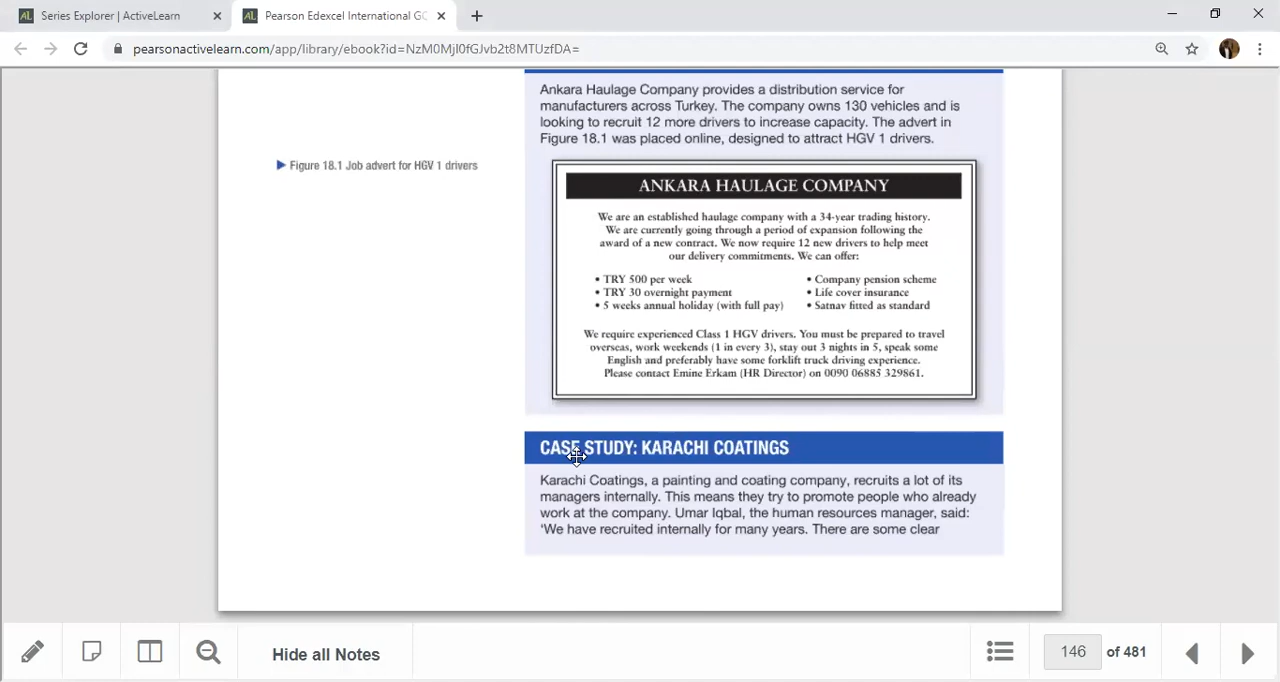 Series Explorer | ActiveLearn
Pearson Edexcel International GC
pearsonactivelearn.com/app/library/ebook?id=NzM0MjI0fGJvb2t8MTUzfDA=
Ankara Haulage Company provides a distribution service for
manufacturers across Turkey. The company owns 130 vehicles and is
looking to recruit 12 more drivers to increase capacity. The advert in
Figure 18.1 was placed online, designed to attract HGV 1 drivers.
▶ Figure 18.1 Job advert for HGV 1 drivers
ANKARA HAULAGE COMPANY
We are an established haulage company with a 34-year trading history.
We are currently going through a period of expansion following the
award of a new contract. We now require 12 new drivers to help meet
our delivery commitments. We can offer:
• TRY 500 per week
• TRY 30 overnight payment
• 5 weeks annual holiday (with full pay)
• Company pension scheme
• Life cover insurance
• Satnav fitted as standard
We require experienced Class 1 HGV drivers. You must be prepared to travel
overseas, work weekends (1 in every 3), stay out 3 nights in 5, speak some
English and preferably have some forklift truck driving experience.
Please contact Emine Erkam (HR Director) on 0090 06885 329861.
CASE STUDY: KARACHI COATINGS
Karachi Coatings, a painting and coating company, recruits a lot of its
managers internally. This means they try to promote people who already
work at the company. Umar Iqbal, the human resources manager, said:
‘We have recruited internally for many years. There are some clear
Hide all Notes
146 of 481